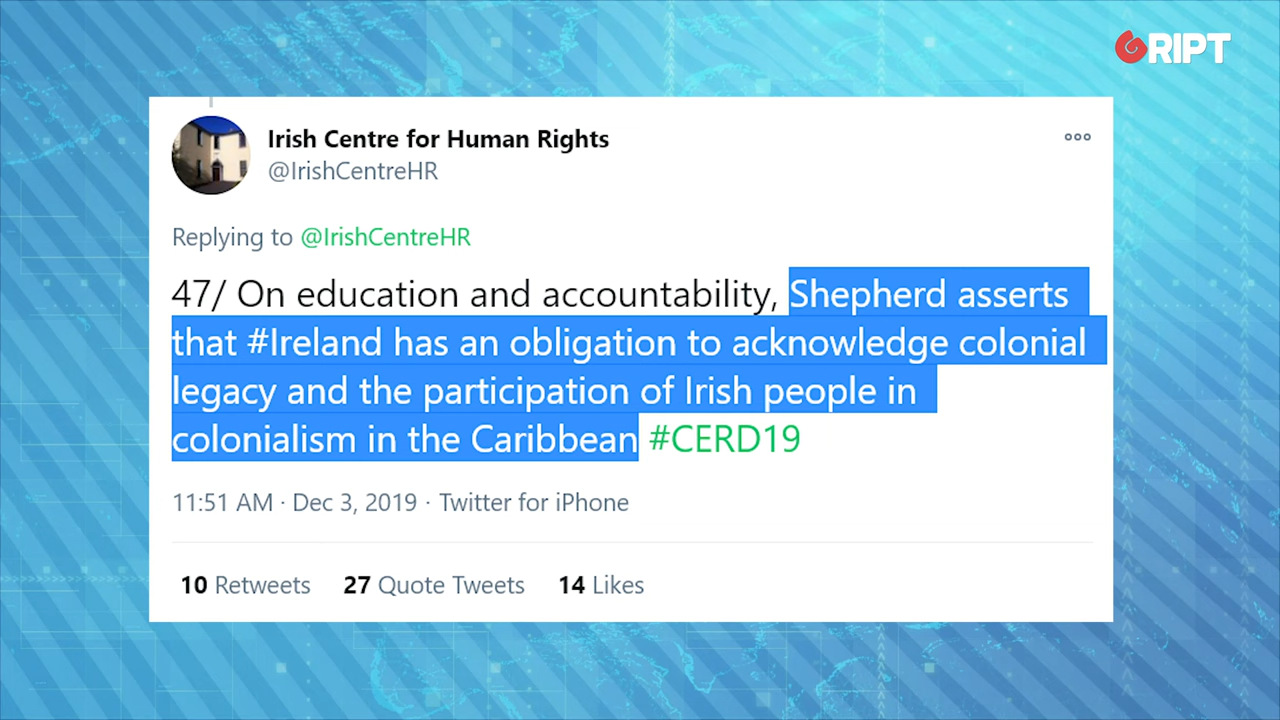 GRIPT
Irish Centre for Human Rights
@IrishCentreHR
Replying to @IrishCentreHR
47/ On education and accountability, Shepherd asserts
that #Ireland has an obligation to acknowledge colonial
legacy and the participation of Irish people in
colonialism in the Caribbean #CERD19
11:51 AM · Dec 3, 2019 · Twitter for iPhone
10 Retweets 27 Quote Tweets 14 Likes